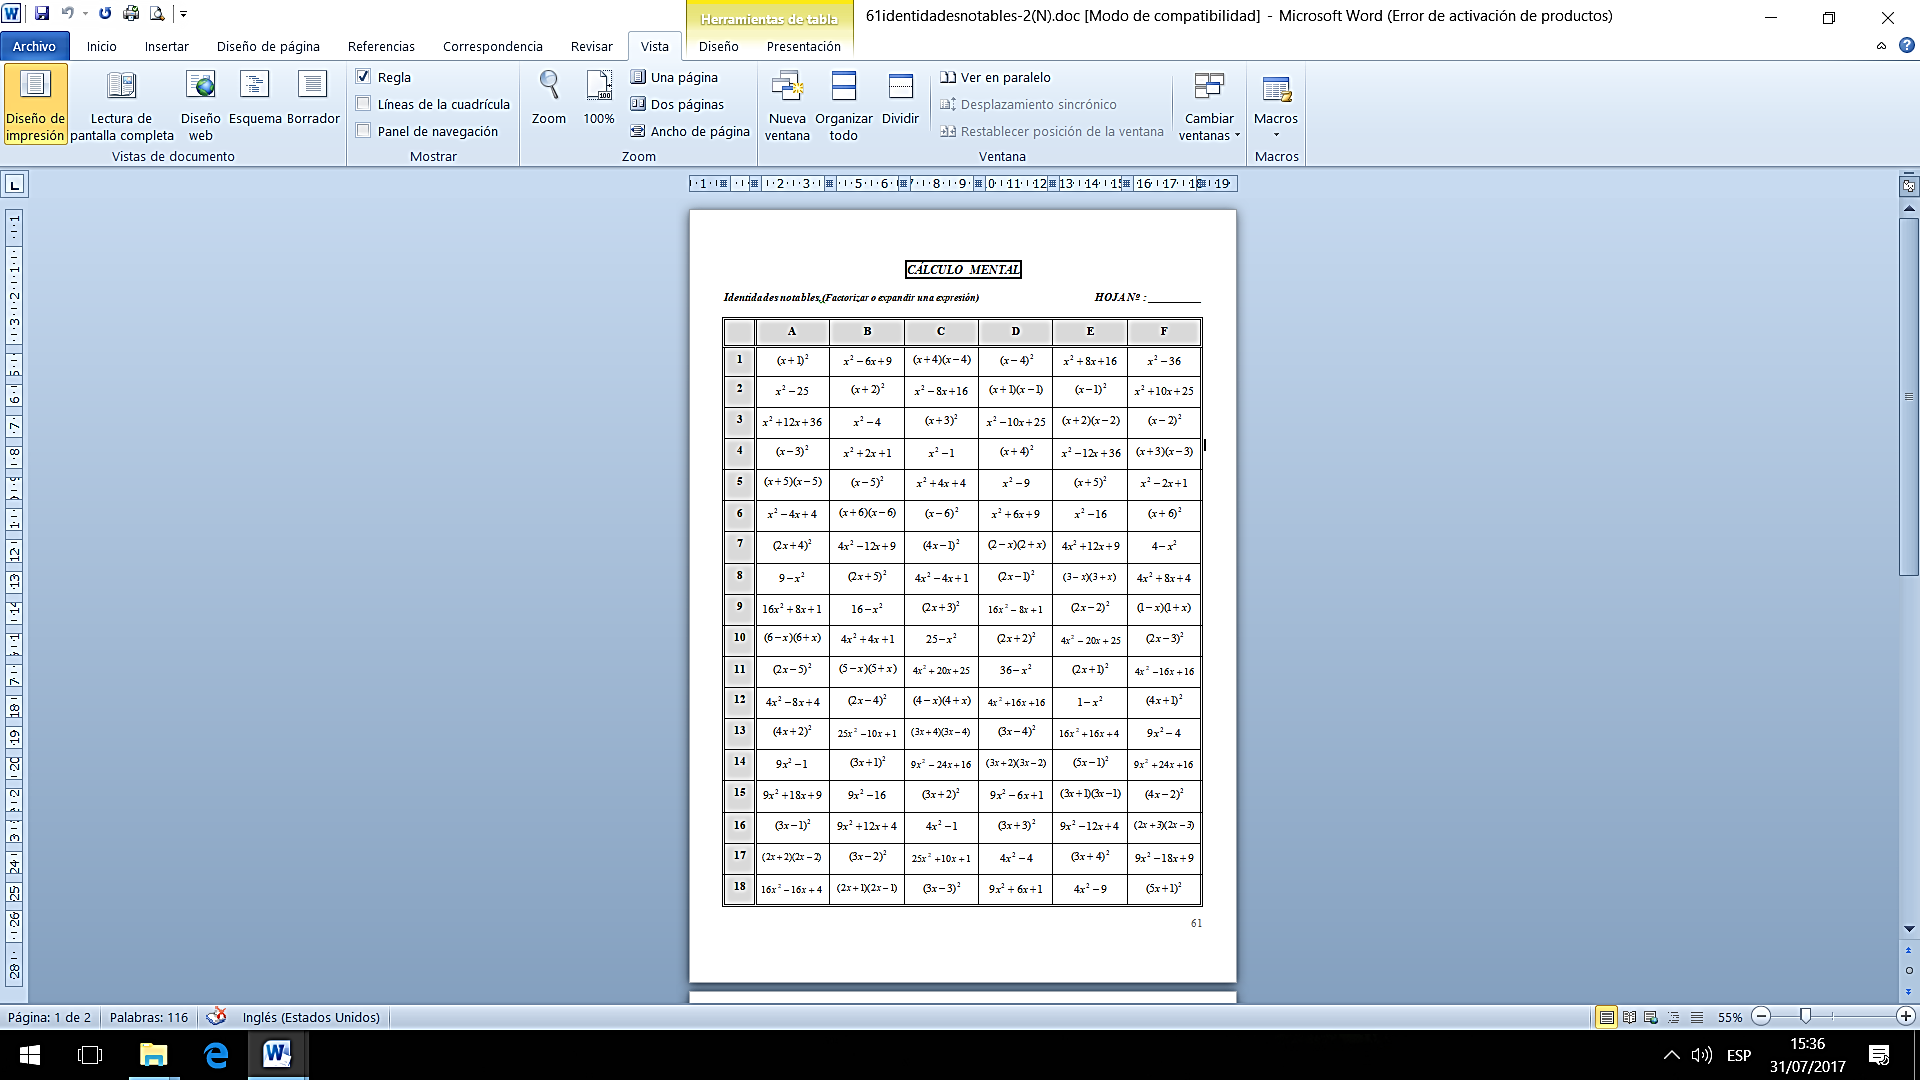 Herramientas de tabla
61identidadesnotables-2(N).doc [Modo de compatibilidad] - Microsoft Word (Error de activación de productos)
Archivo Inicio Insertar Diseño de página Referencias Correspondencia Revisar Vista Diseño Presentación
Diseño de impresión
Lectura de pantalla completa
Diseño web
Esquema
Borrador
Vistas de documento
Regla
Líneas de la cuadrícula
Panel de navegación
Mostrar
Zoom
100%
Una página
Dos páginas
Ancho de página
Zoom
Nueva ventana
Organizar todo
Dividir
Ver en paralelo
Desplazamiento sincrónico
Restablecer posición de la ventana
Ventana
Cambiar ventanas
Macros
Macros
CÁLCULO MENTAL
Identidades notables.(Factorizar o expandir una expresión) HOJA Nº : _________
A B C D E F
1 (x+1)² x²−6x+9 (x+4)(x−4) (x−4)² x²+8x+16 x²−36
2 x²−25 (x+2)² x²−8x+16 (x+1)(x−1) (x−1)² x²+10x+25
3 x²+12x+36 x²−4 (x+3)² x²−10x+25 (x+2)(x−2) (x−2)²
4 (x−3)² x²+2x+1 x²−1 (x+4)² x²−12x+36 (x+3)(x−3)
5 (x+5)(x−5) (x−5)² x²+4x+4 x²−9 (x+5)² x²−2x+1
6 x²−4x+4 (x+6)(x−6) (x−6)² x²+6x+9 x²−16 (x+6)²
7 (2x+4)² 4x²−12x+9 (4x−1)² (2−x)(2+x) 4x²+12x+9 4−x²
8 9−x² (2x+5)² 4x²−4x+1 (2x−1)² (3−x)(3+x) 4x²+8x+4
9 16x²+8x+1 16−x² (2x+3)² 16x²−8x+1 (2x−2)² (1−x)(1+x)
10 (6−x)(6+x) 4x²+4x+1 25−x² (2x+2)² 4x²−20x+25 (2x−3)²
11 (2x−5)² (5−x)(5+x) 4x²+20x+25 36−x² (2x+1)² 4x²−16x+16
12 4x²−8x+4 (2x−4)² (4−x)(4+x) 4x²+16x+16 1−x² (4x+1)²
13 (4x+2)² 25x²−10x+1 (3x+4)(3x−4) (3x−4)² 16x²+16x+4 9x²−4
14 9x²−1 (3x+1)² 9x²−24x+16 (3x+2)(3x−2) (5x−1)² 9x²+24x+16
15 9x²+18x+9 9x²−16 (3x+2)² 9x²−6x+1 (3x+1)(3x−1) (4x−2)²
16 (3x−1)² 9x²+12x+4 4x²−1 (3x+3)² 9x²−12x+4 (2x+3)(2x−3)
17 (2x+2)(2x−2) (3x−2)² 25x²+10x+1 4x²−4 (3x+4)² 9x²−18x+9
18 16x²−16x+4 (2x+1)(2x−1) (3x−3)² 9x²+6x+1 4x²−9 (5x+1)²
61
Página: 1 de 2 Palabras: 116 Inglés (Estados Unidos) 55%
ESP
15:36
31/07/2017